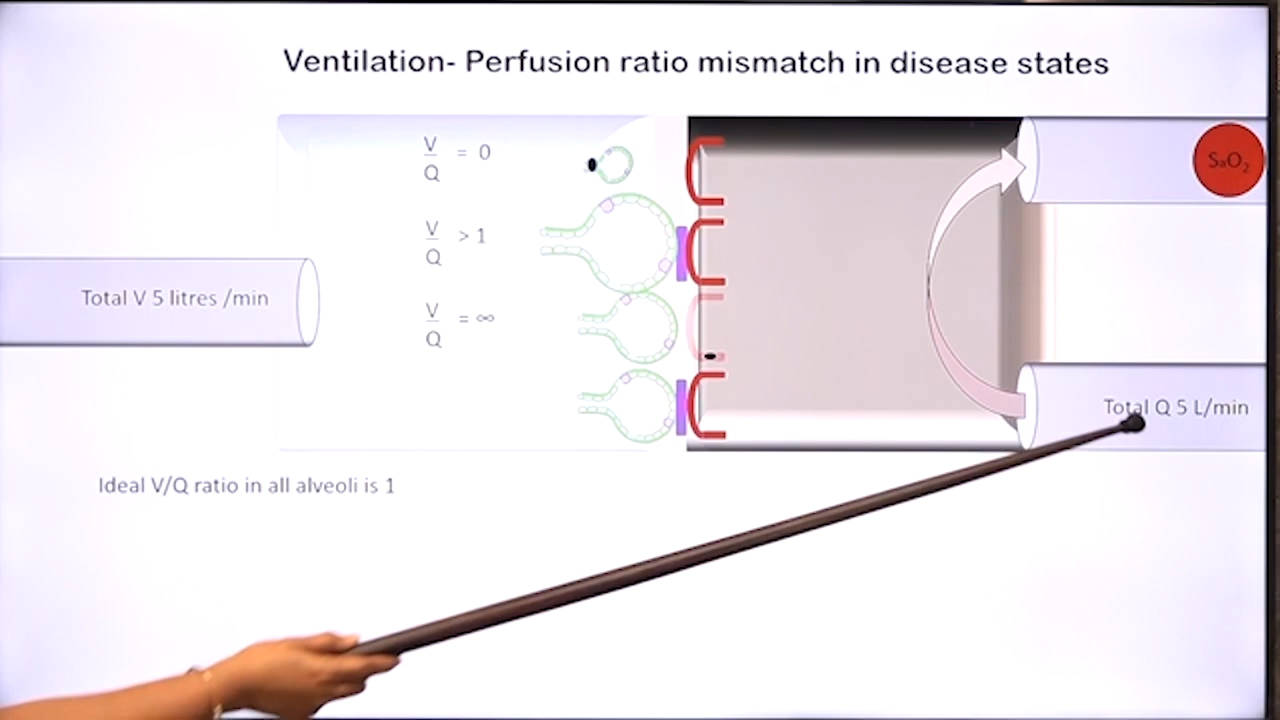 Ventilation- Perfusion ratio mismatch in disease states
V/Q = 0
SaO₂
V/Q > 1
Total V 5 litres /min
V/Q = ∞
Total Q 5 L/min
Ideal V/Q ratio in all alveoli is 1